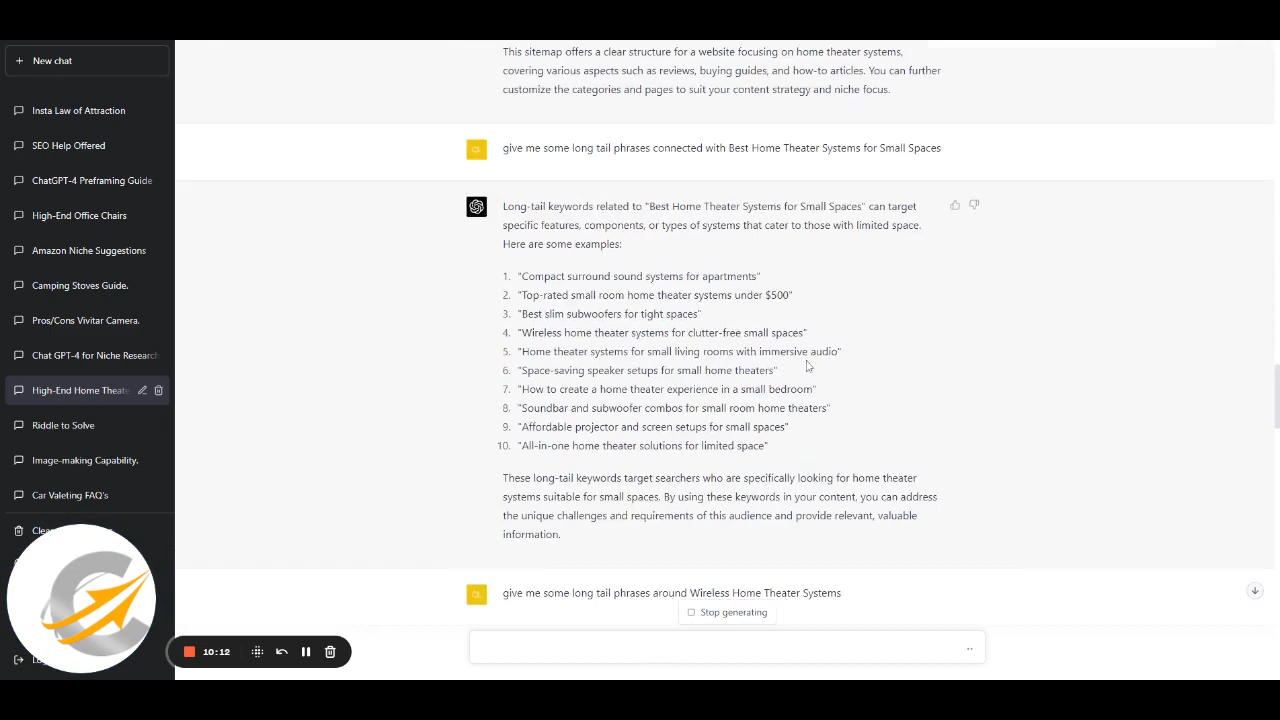 New chat
Insta Law of Attraction
SEO Help Offered
ChatGPT-4 Preframing Guide
High-End Office Chairs
Amazon Niche Suggestions
Camping Stoves Guide.
Pros/Cons Vivitar Camera.
Chat GPT-4 for Niche Research
High-End Home Theate
Riddle to Solve
Image-making Capability.
Car Valeting FAQ's
This sitemap offers a clear structure for a website focusing on home theater systems,
covering various aspects such as reviews, buying guides, and how-to articles. You can further
customize the categories and pages to suit your content strategy and niche focus.
give me some long tail phrases connected with Best Home Theater Systems for Small Spaces
Long-tail keywords related to "Best Home Theater Systems for Small Spaces" can target
specific features, components, or types of systems that cater to those with limited space.
Here are some examples:
1. "Compact surround sound systems for apartments"
2. "Top-rated small room home theater systems under $500"
3. "Best slim subwoofers for tight spaces"
4. "Wireless home theater systems for clutter-free small spaces"
5. "Home theater systems for small living rooms with immersive audio"
6. "Space-saving speaker setups for small home theaters"
7. "How to create a home theater experience in a small bedroom"
8. "Soundbar and subwoofer combos for small room home theaters"
9. "Affordable projector and screen setups for small spaces"
10. "All-in-one home theater solutions for limited space"
These long-tail keywords target searchers who are specifically looking for home theater
systems suitable for small spaces. By using these keywords in your content, you can address
the unique challenges and requirements of this audience and provide relevant, valuable
information.
give me some long tail phrases around Wireless Home Theater Systems
Stop generating
10:12